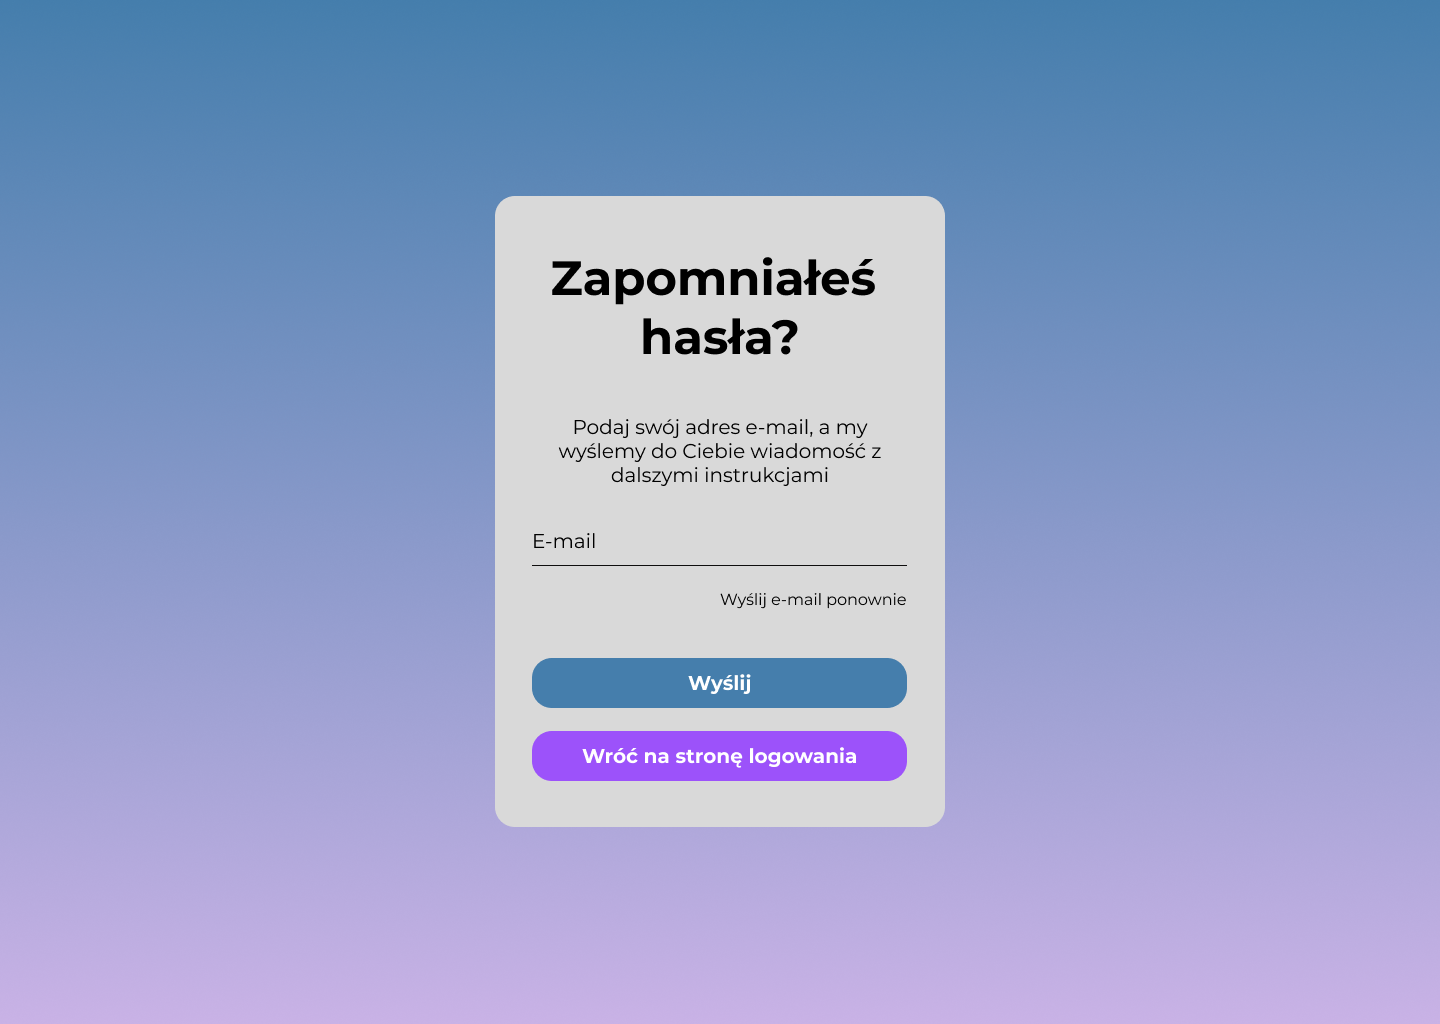 Zapomniałeś
hasła?
Podaj swój adres e-mail, a my
wyślemy do Ciebie wiadomość z
dalszymi instrukcjami
E-mail
Wyślij e-mail ponownie
Wyślij
Wróć na stronę logowania